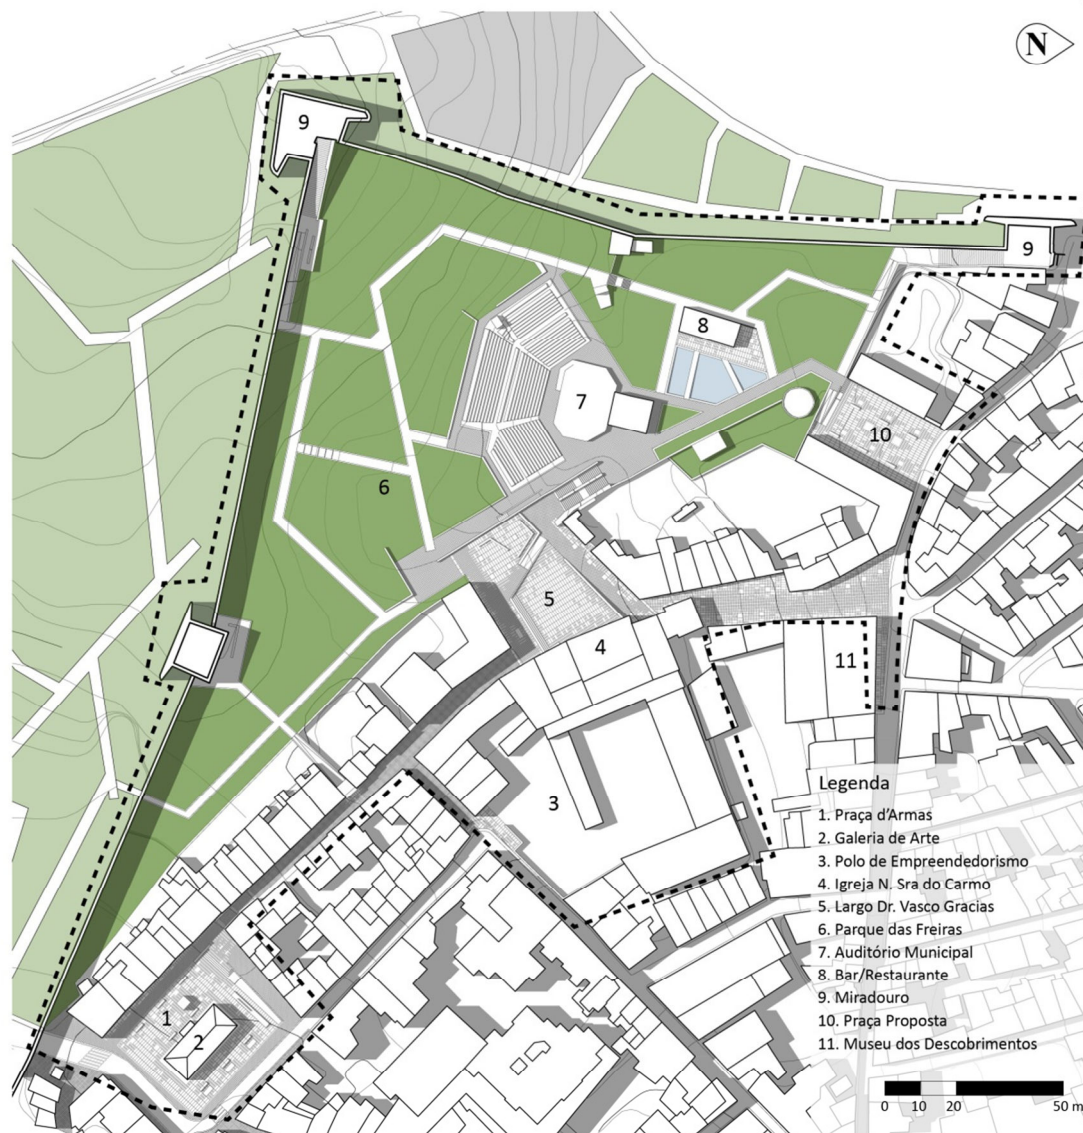 N
9
9
8
7
10
6
5
4
11
3
1
2
Legenda
1. Praça d'Armas
2. Galeria de Arte
3. Polo de Empreendedorismo
4. Igreja N. Sra do Carmo
5. Largo Dr. Vasco Gracias
6. Parque das Freiras
7. Auditório Municipal
8. Bar/Restaurante
9. Miradouro
10. Praça Proposta
11. Museu dos Descobrimentos
0 10 20 50 m